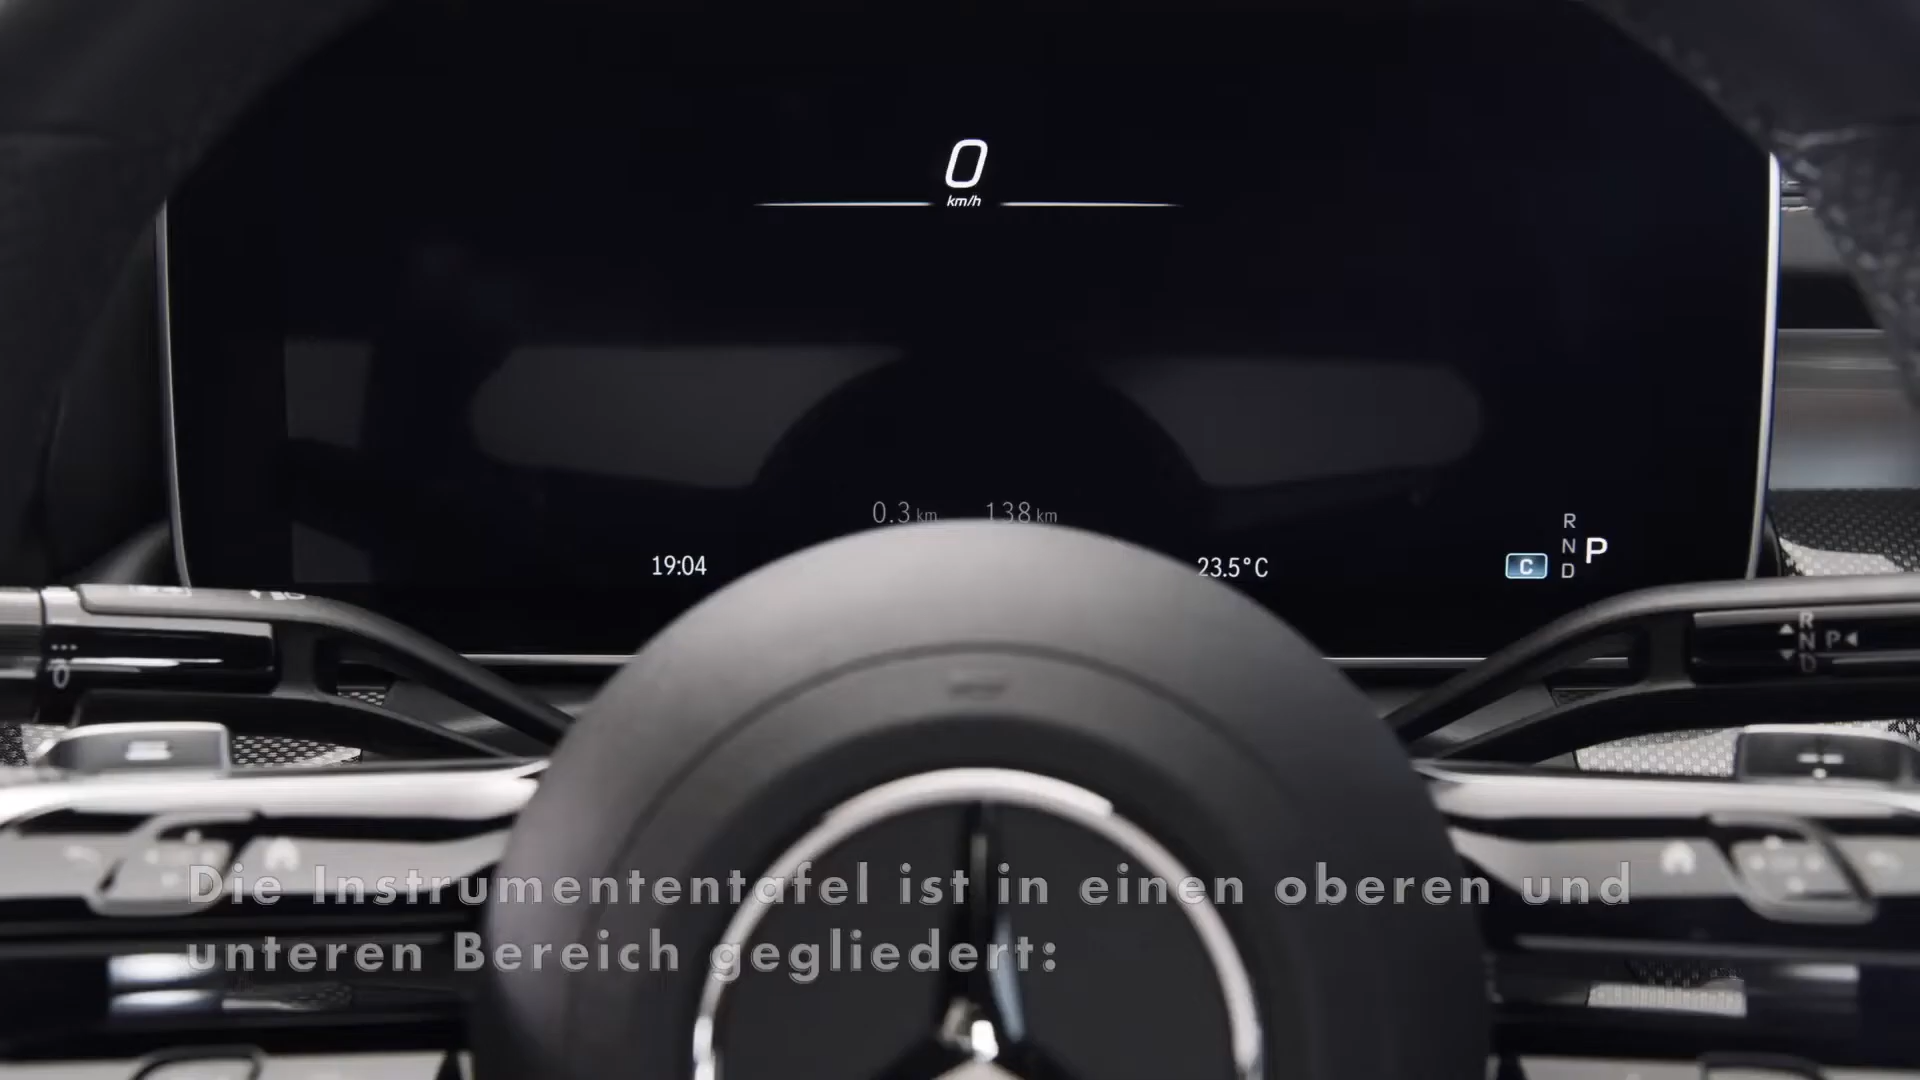 0
km/h
0.3 km 138 km
19:04
23.5°C
C
R
N
D
P
0
R
N
D
P
Die Instrumententafel ist in einen oberen und
unteren Bereich gegliedert: